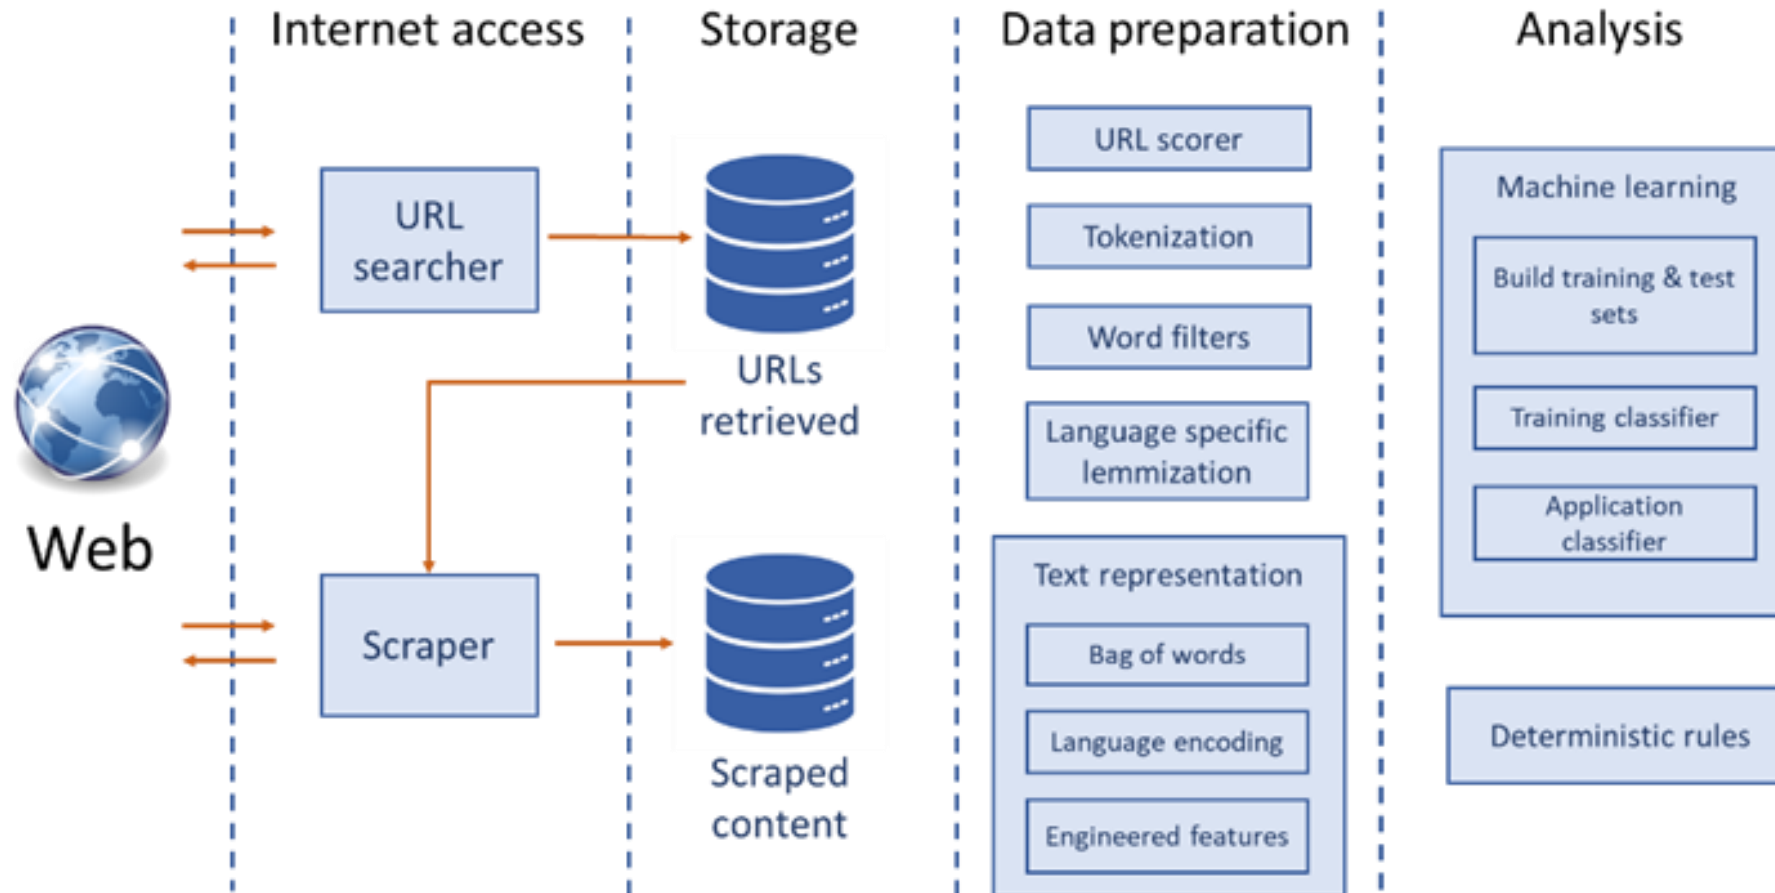 Internet access
Storage
Data preparation
Analysis
Web
URL
searcher
Scraper
URLs
retrieved
Scraped
content
URL scorer
Tokenization
Word filters
Language specific
lemmization
Text representation
Bag of words
Language encoding
Engineered features
Machine learning
Build training & test
sets
Training classifier
Application
classifier
Deterministic rules